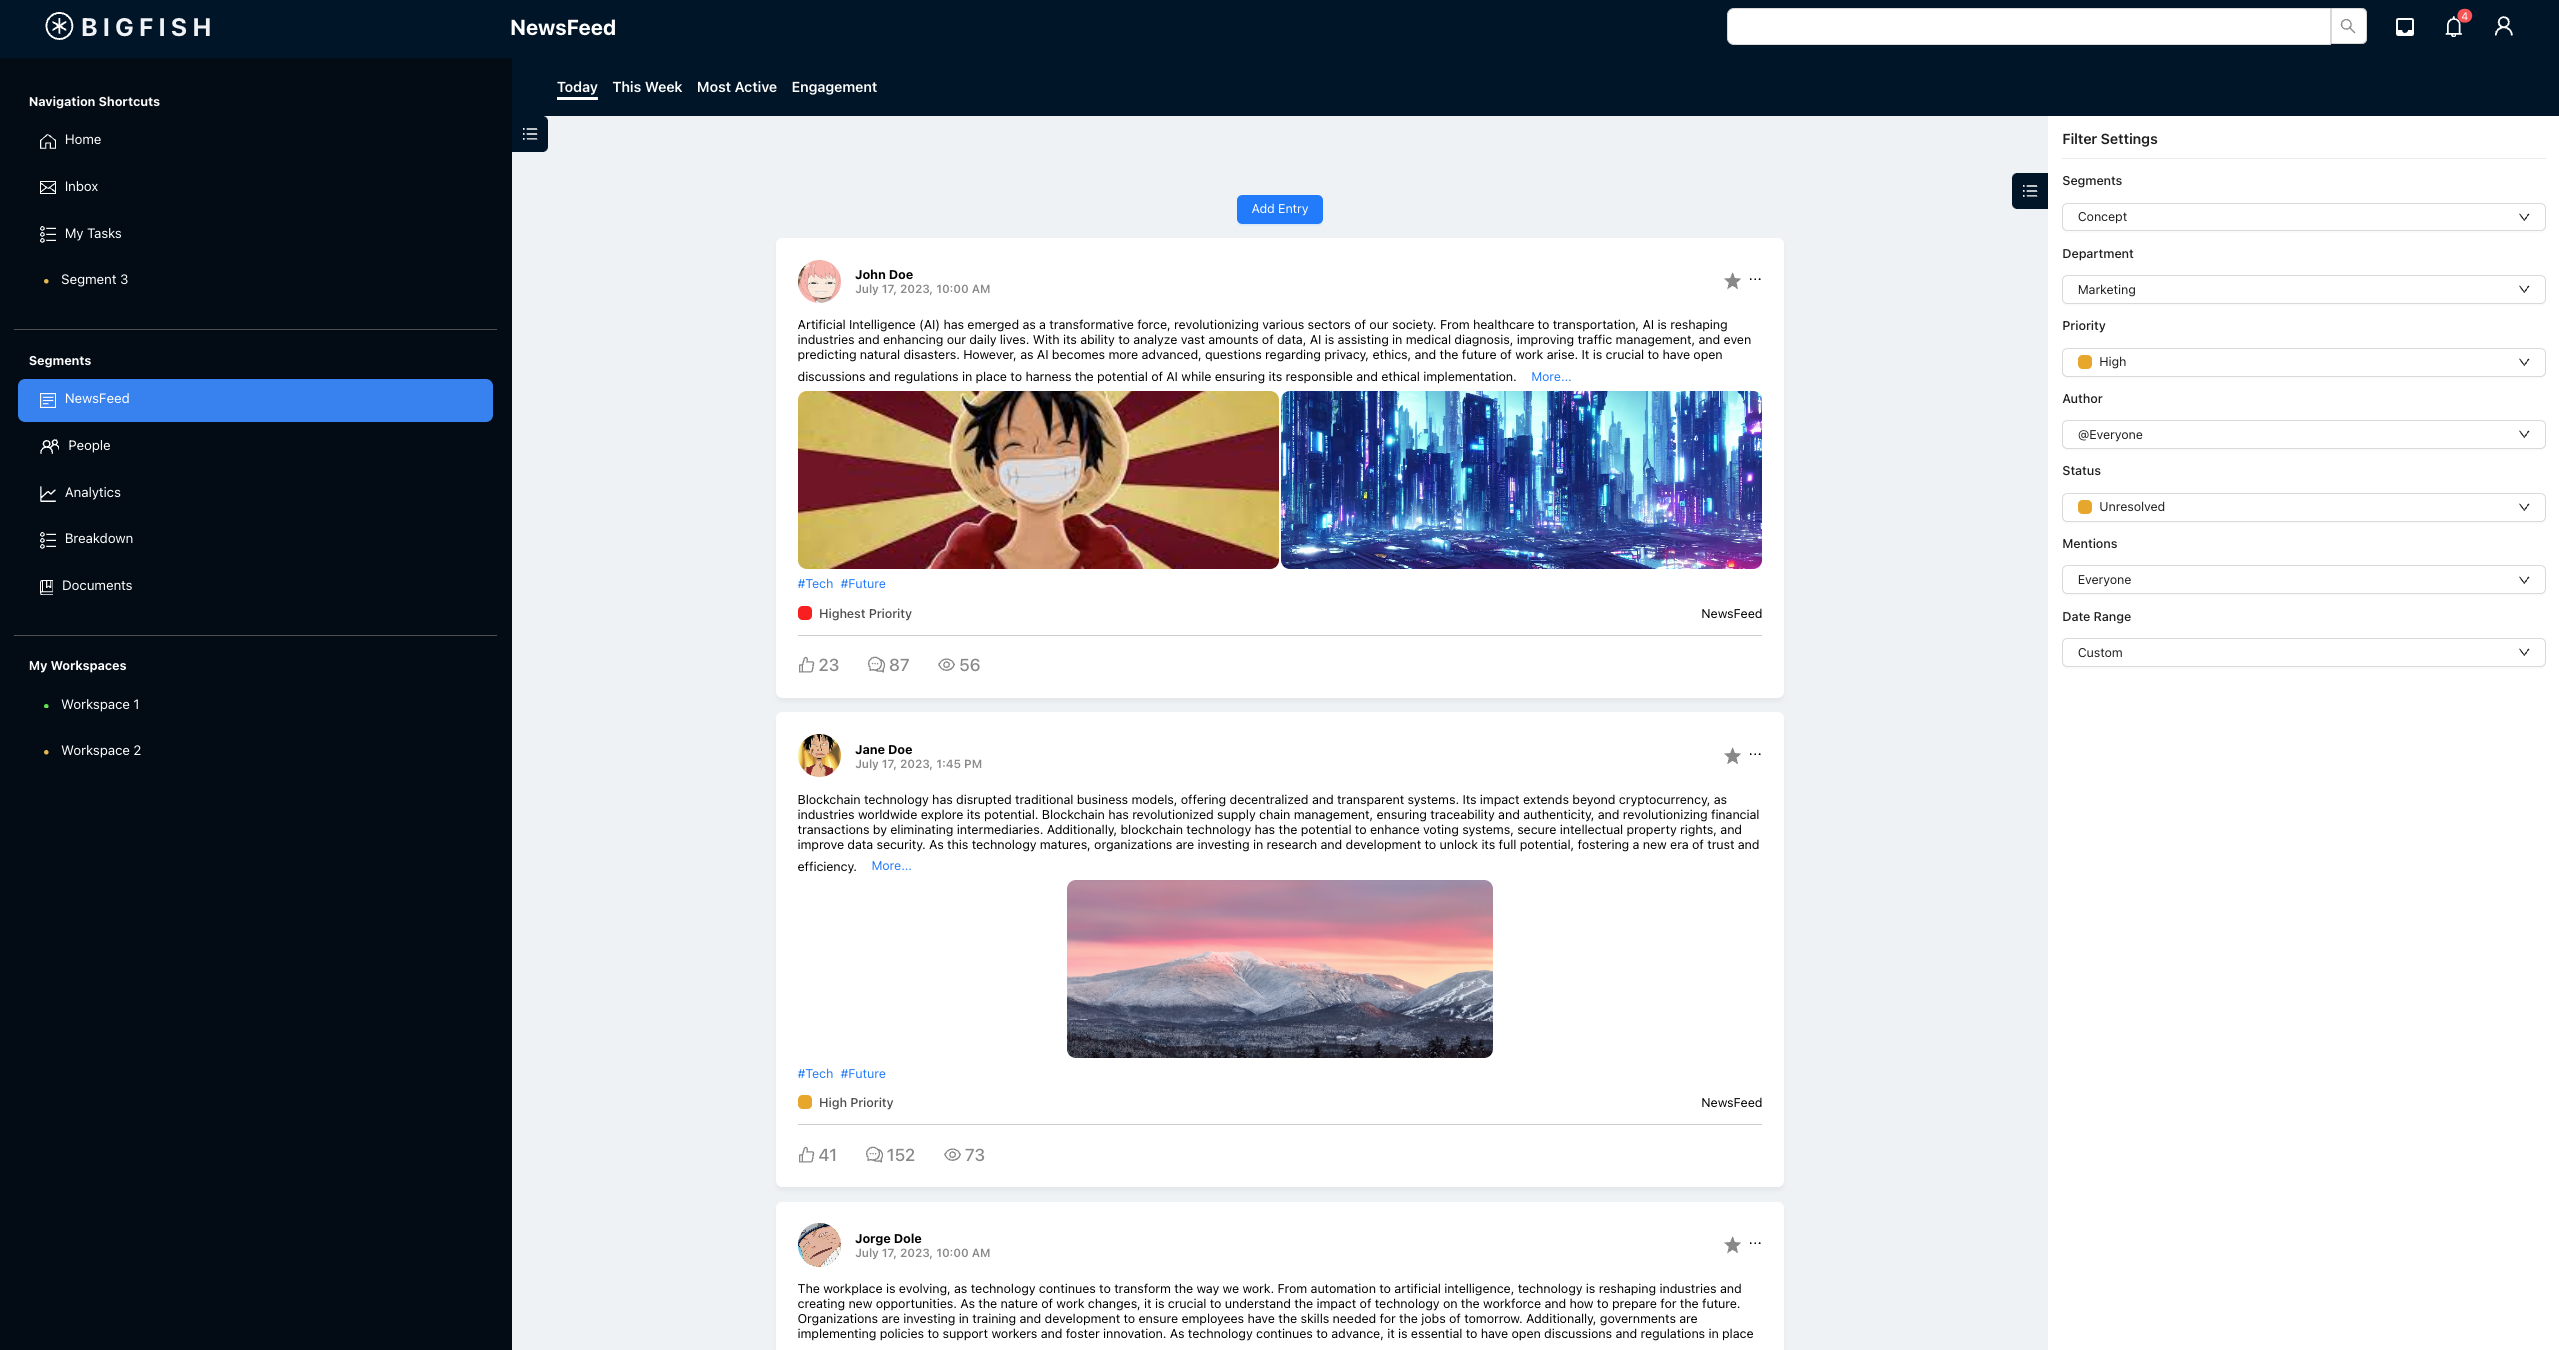 BIGFISH
NewsFeed
4
Today This Week Most Active Engagement
Navigation Shortcuts
Home
Inbox
My Tasks
Segment 3
Segments
NewsFeed
People
Analytics
Breakdown
Documents
My Workspaces
Workspace 1
Workspace 2
Add Entry
John Doe
July 17, 2023, 10:00 AM
Artificial Intelligence (AI) has emerged as a transformative force, revolutionizing various sectors of our society. From healthcare to transportation, AI is reshaping
industries and enhancing our daily lives. With its ability to analyze vast amounts of data, AI is assisting in medical diagnosis, improving traffic management, and even
predicting natural disasters. However, as AI becomes more advanced, questions regarding privacy, ethics, and the future of work arise. It is crucial to have open
discussions and regulations in place to harness the potential of AI while ensuring its responsible and ethical implementation. More...
#Tech #Future
Highest Priority NewsFeed
23 87 56
Jane Doe
July 17, 2023, 1:45 PM
Blockchain technology has disrupted traditional business models, offering decentralized and transparent systems. Its impact extends beyond cryptocurrency, as
industries worldwide explore its potential. Blockchain has revolutionized supply chain management, ensuring traceability and authenticity, and revolutionizing financial
transactions by eliminating intermediaries. Additionally, blockchain technology has the potential to enhance voting systems, secure intellectual property rights, and
improve data security. As this technology matures, organizations are investing in research and development to unlock its full potential, fostering a new era of trust and
efficiency. More...
#Tech #Future
High Priority NewsFeed
41 152 73
Jorge Dole
July 17, 2023, 10:00 AM
The workplace is evolving, as technology continues to transform the way we work. From automation to artificial intelligence, technology is reshaping industries and
creating new opportunities. As the nature of work changes, it is crucial to understand the impact of technology on the workforce and how to prepare for the future.
Organizations are investing in training and development to ensure employees have the skills needed for the jobs of tomorrow. Additionally, governments are
implementing policies to support workers and foster innovation. As technology continues to advance, it is essential to have open discussions and regulations in place
Filter Settings
Segments
Concept
Department
Marketing
Priority
High
Author
@Everyone
Status
Unresolved
Mentions
Everyone
Date Range
Custom